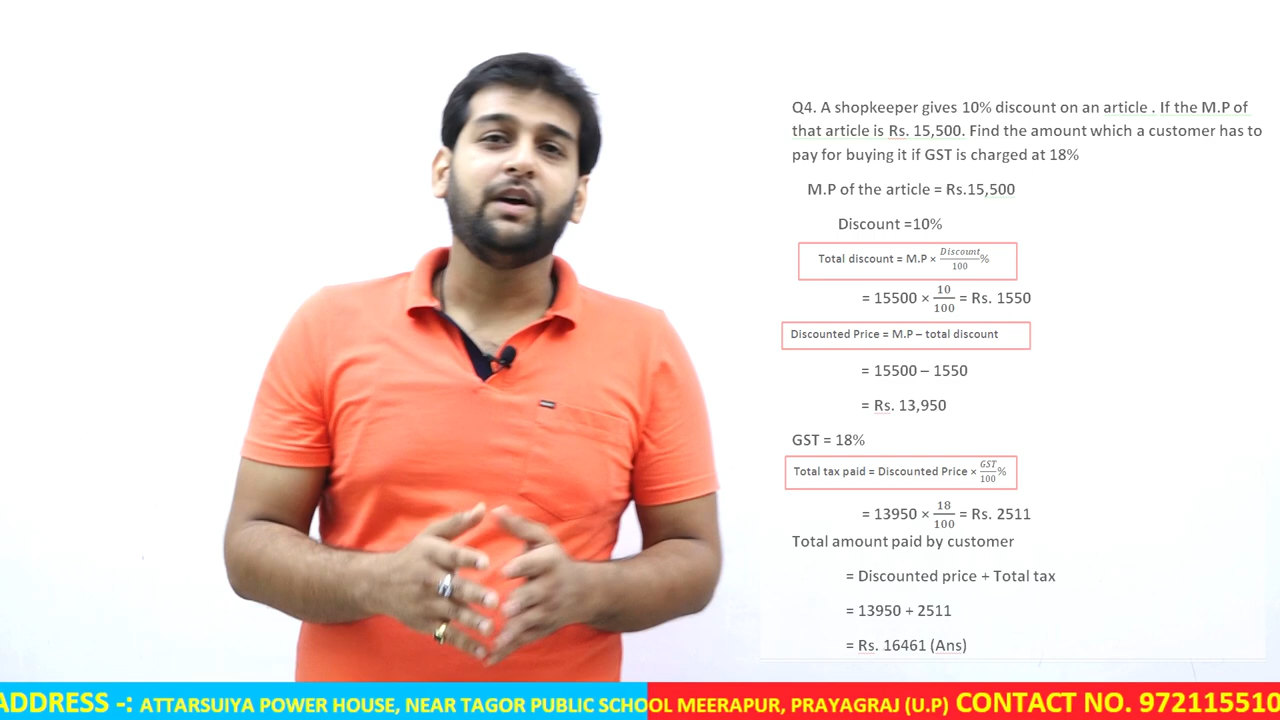 Q4. A shopkeeper gives 10% discount on an article . If the M.P of
that article is Rs. 15,500. Find the amount which a customer has to
pay for buying it if GST is charged at 18%
M.P of the article = Rs.15,500
Discount =10%
Total discount = M.P × Discount/100 %
= 15500 × 10/100 = Rs. 1550
Discounted Price = M.P – total discount
= 15500 – 1550
= Rs. 13,950
GST = 18%
Total tax paid = Discounted Price × GST/100 %
= 13950 × 18/100 = Rs. 2511
Total amount paid by customer
= Discounted price + Total tax
= 13950 + 2511
= Rs. 16461 (Ans)
ADDRESS -: ATTARSUIYA POWER HOUSE, NEAR TAGOR PUBLIC SCHOOL MEERAPUR, PRAYAGRAJ (U.P) CONTACT NO. 972115510